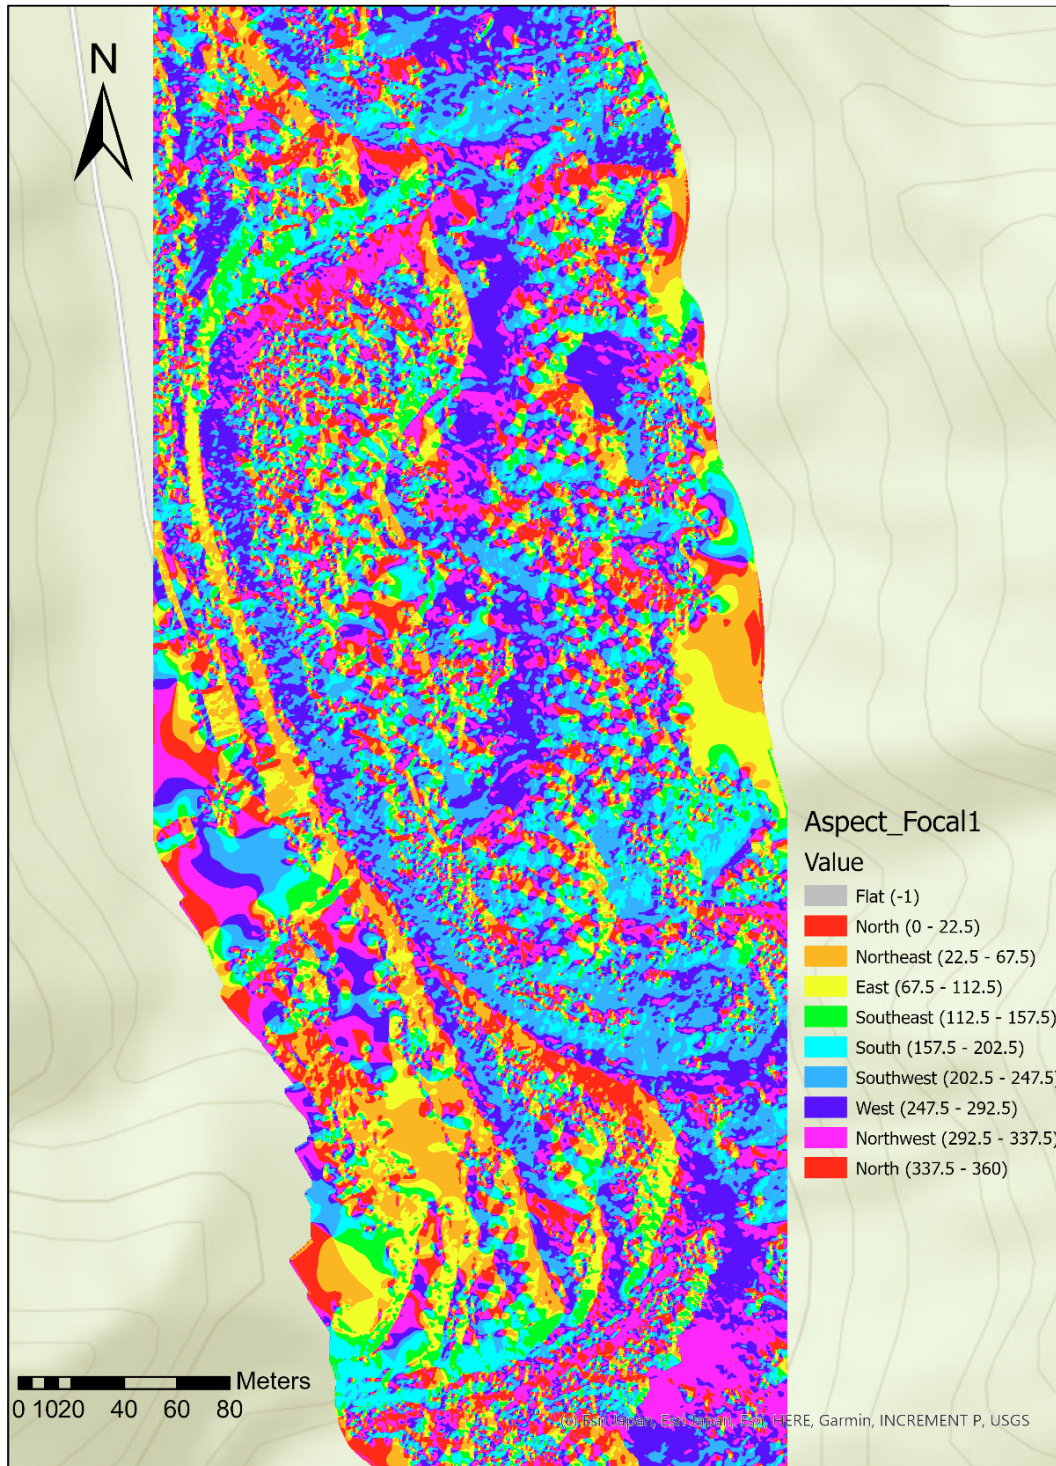 N
Aspect_Focal1
Value
Flat (-1)
North (0 - 22.5)
Northeast (22.5 - 67.5)
East (67.5 - 112.5)
Southeast (112.5 - 157.5)
South (157.5 - 202.5)
Southwest (202.5 - 247.5)
West (247.5 - 292.5)
Northwest (292.5 - 337.5)
North (337.5 - 360)
Meters
0 10 20 40 60 80
(c) Esri Japan, Esri Japan, Esri, HERE, Garmin, INCREMENT P, USGS